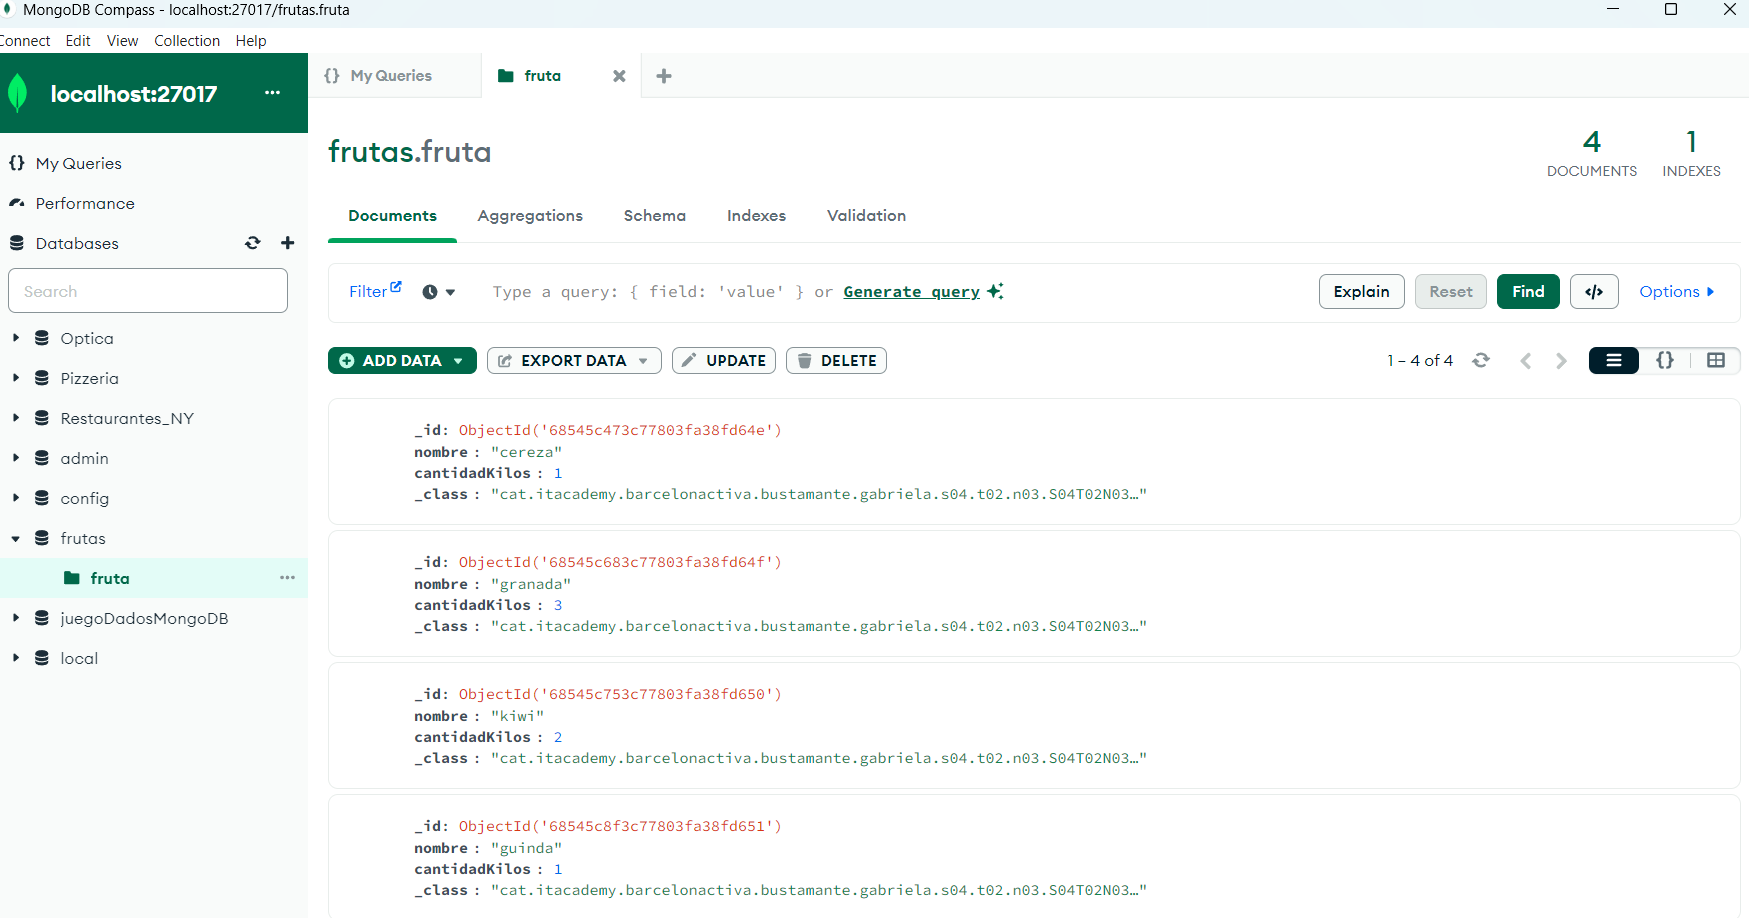 MongoDB Compass - localhost:27017/frutas.fruta
Connect Edit View Collection Help
localhost:27017 ...
{} My Queries
fruta
My Queries
Performance
Databases
Search
Optica
Pizzeria
Restaurantes_NY
admin
config
frutas
fruta ...
juegoDadosMongoDB
local
frutas.fruta
4 DOCUMENTS
1 INDEXES
Documents Aggregations Schema Indexes Validation
Filter Type a query: { field: 'value' } or Generate query Explain Reset Find </> Options
ADD DATA EXPORT DATA UPDATE DELETE 1 – 4 of 4 {}
_id: ObjectId('68545c473c77803fa38fd64e')
nombre : "cereza"
cantidadKilos : 1
_class : "cat.itacademy.barcelonactiva.bustamante.gabriela.s04.t02.n03.S04T02N03…"
_id: ObjectId('68545c683c77803fa38fd64f')
nombre : "granada"
cantidadKilos : 3
_class : "cat.itacademy.barcelonactiva.bustamante.gabriela.s04.t02.n03.S04T02N03…"
_id: ObjectId('68545c753c77803fa38fd650')
nombre : "kiwi"
cantidadKilos : 2
_class : "cat.itacademy.barcelonactiva.bustamante.gabriela.s04.t02.n03.S04T02N03…"
_id: ObjectId('68545c8f3c77803fa38fd651')
nombre : "guinda"
cantidadKilos : 1
_class : "cat.itacademy.barcelonactiva.bustamante.gabriela.s04.t02.n03.S04T02N03…"